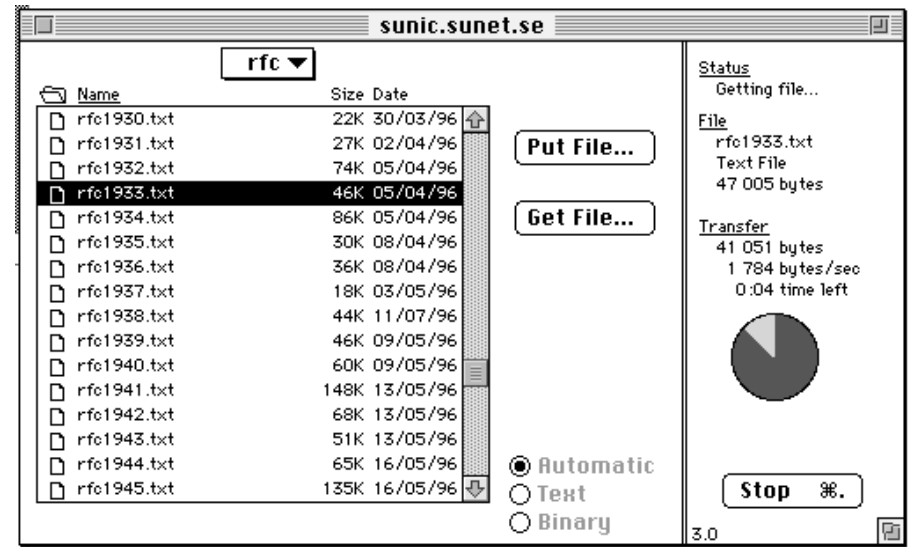 sunic.sunet.se
rfc
Name Size Date
rfc1930.txt 22K 30/03/96
rfc1931.txt 27K 02/04/96
rfc1932.txt 74K 05/04/96
rfc1933.txt 46K 05/04/96
rfc1934.txt 86K 05/04/96
rfc1935.txt 30K 08/04/96
rfc1936.txt 36K 08/04/96
rfc1937.txt 18K 03/05/96
rfc1938.txt 44K 11/07/96
rfc1939.txt 46K 09/05/96
rfc1940.txt 60K 09/05/96
rfc1941.txt 148K 13/05/96
rfc1942.txt 68K 13/05/96
rfc1943.txt 51K 13/05/96
rfc1944.txt 65K 16/05/96
rfc1945.txt 135K 16/05/96
Put File...
Get File...
Automatic
Text
Binary
Status
Getting file...
File
rfc1933.txt
Text File
47 005 bytes
Transfer
41 051 bytes
1 784 bytes/sec
0:04 time left
Stop ⌘.
3.0